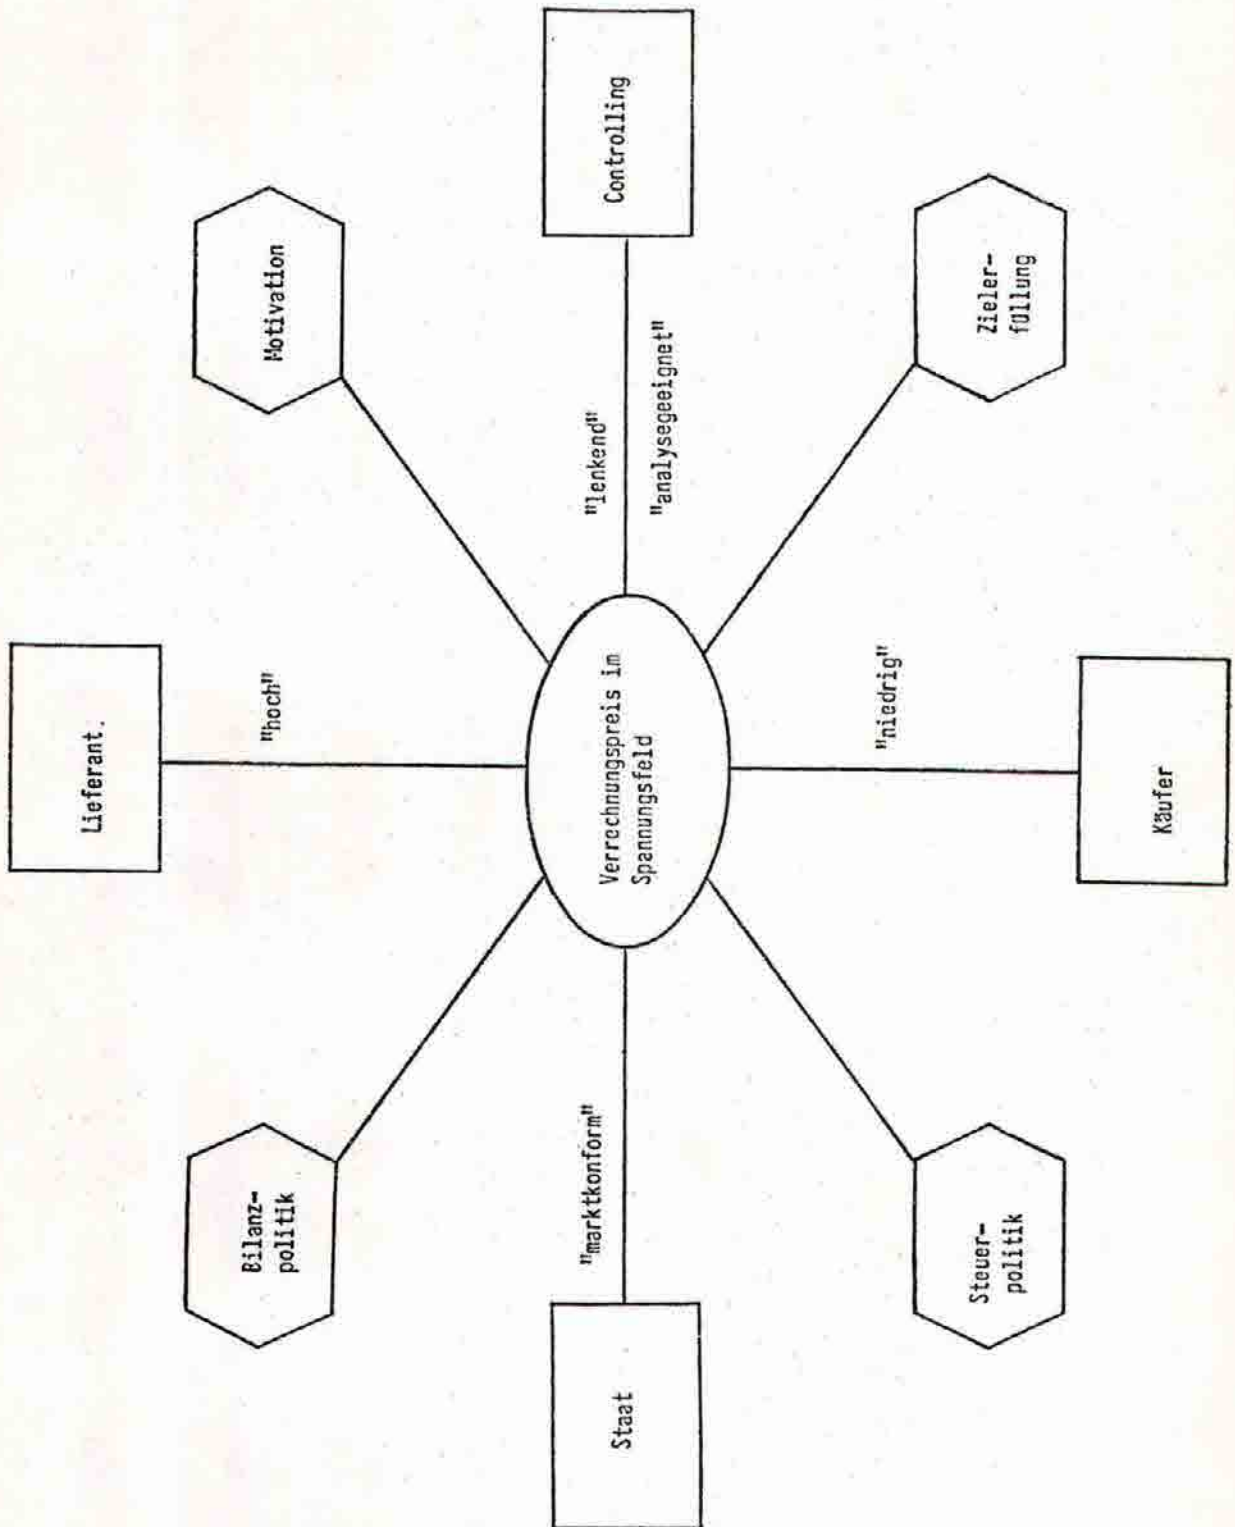 Lieferant.
Bilanz-
politik
"hoch"
Motivation
Staat
"marktkonform"
Verrechnungspreis im
Spannungsfeld
"lenkend"
"analysegeeignet"
Controlling
"niedrig"
Steuer-
politik
Zieler-
füllung
Käufer